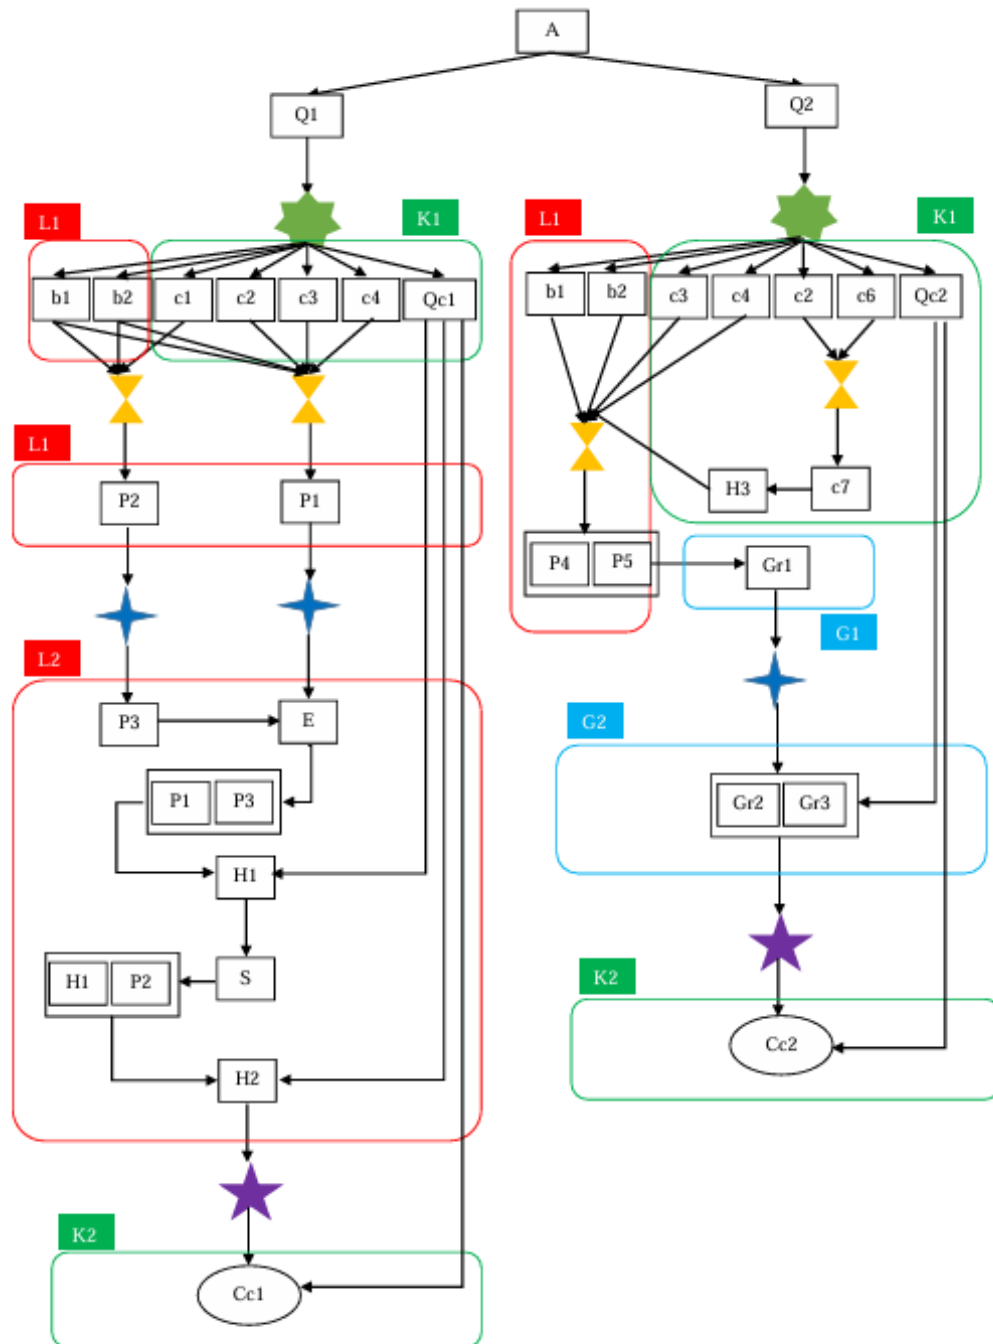 A
Q1
Q2
L1
K1
L1
K1
b1 b2 c1 c2 c3 c4 Qc1
b1 b2 c3 c4 c2 c6 Qc2
L1
P2 P1
H3 c7
P4 P5 Gr1
G1
L2
P3 E
G2
P1 P3
Gr2 Gr3
H1
H1 P2 S
K2
Cc2
H2
K2
Cc1